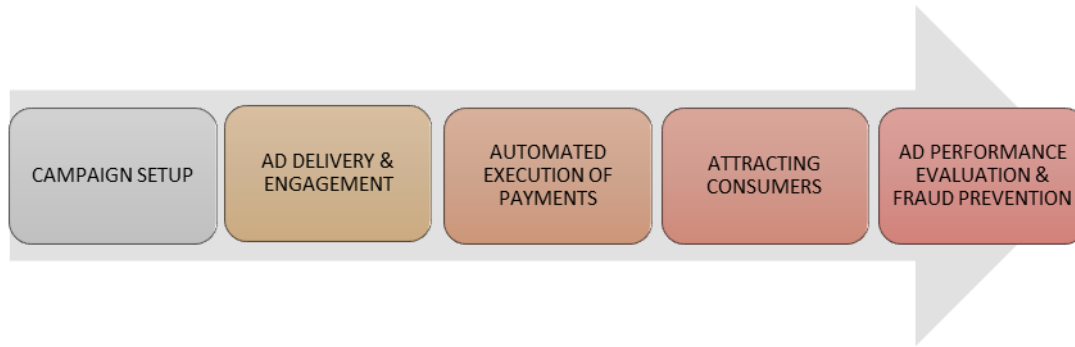 CAMPAIGN SETUP
AD DELIVERY &
ENGAGEMENT
AUTOMATED
EXECUTION OF
PAYMENTS
ATTRACTING
CONSUMERS
AD PERFORMANCE
EVALUATION &
FRAUD PREVENTION